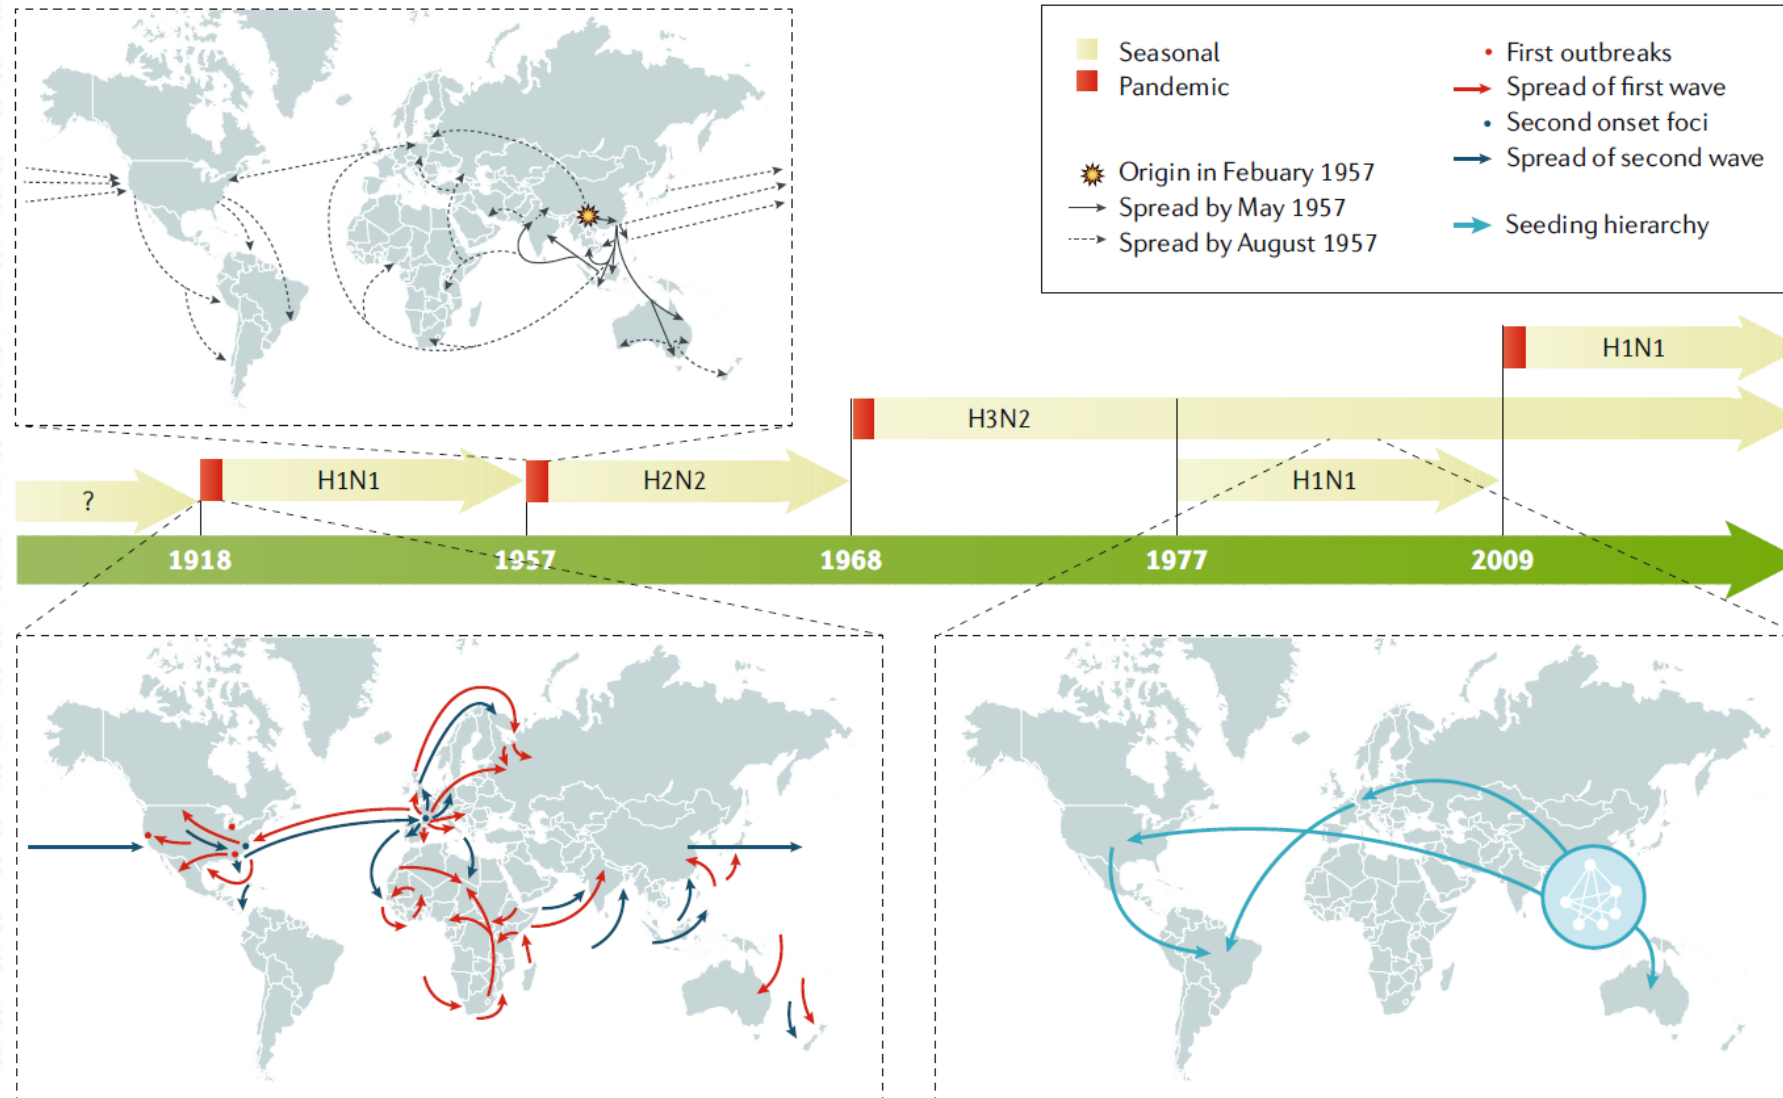 Seasonal
Pandemic
Origin in Febuary 1957
Spread by May 1957
Spread by August 1957
First outbreaks
Spread of first wave
Second onset foci
Spread of second wave
Seeding hierarchy
H1N1
H3N2
?
H1N1
H2N2
H1N1
1918
1957
1968
1977
2009